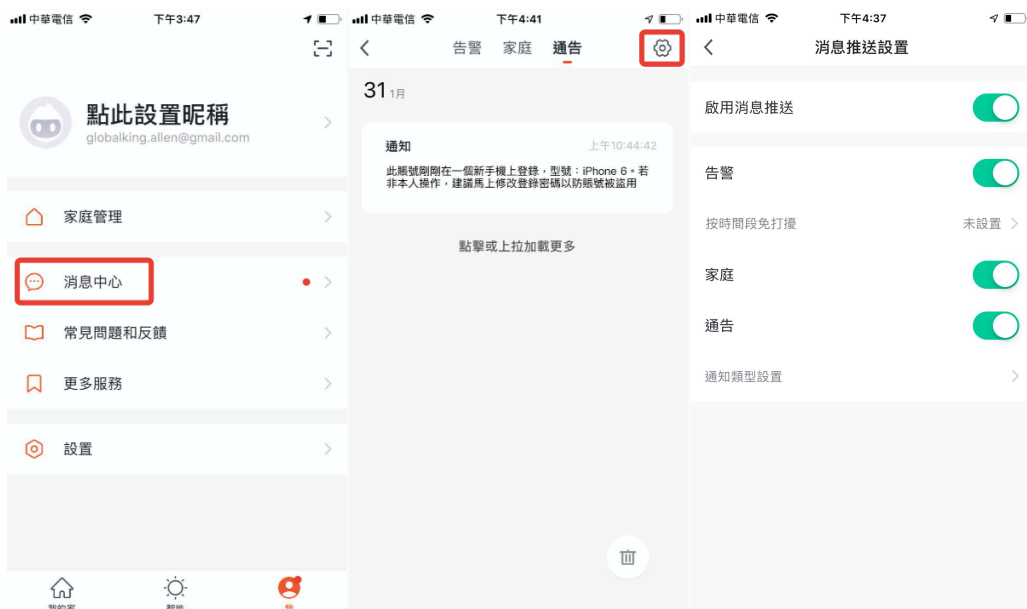 中華電信
下午3:47
點此設置昵稱
globalking.allen@gmail.com
家庭管理
消息中心
常見問題和反饋
更多服務
設置
我的家
智能
我
中華電信
下午4:41
告警
家庭
通告
31 1月
通知
上午10:44:42
此賬號剛剛在一個新手機上登錄,型號:iPhone 6。若
非本人操作,建議馬上修改登錄密碼以防賬號被盜用
點擊或上拉加載更多
中華電信
下午4:37
消息推送設置
啟用消息推送
告警
按時間段免打擾
未設置
家庭
通告
通知類型設置